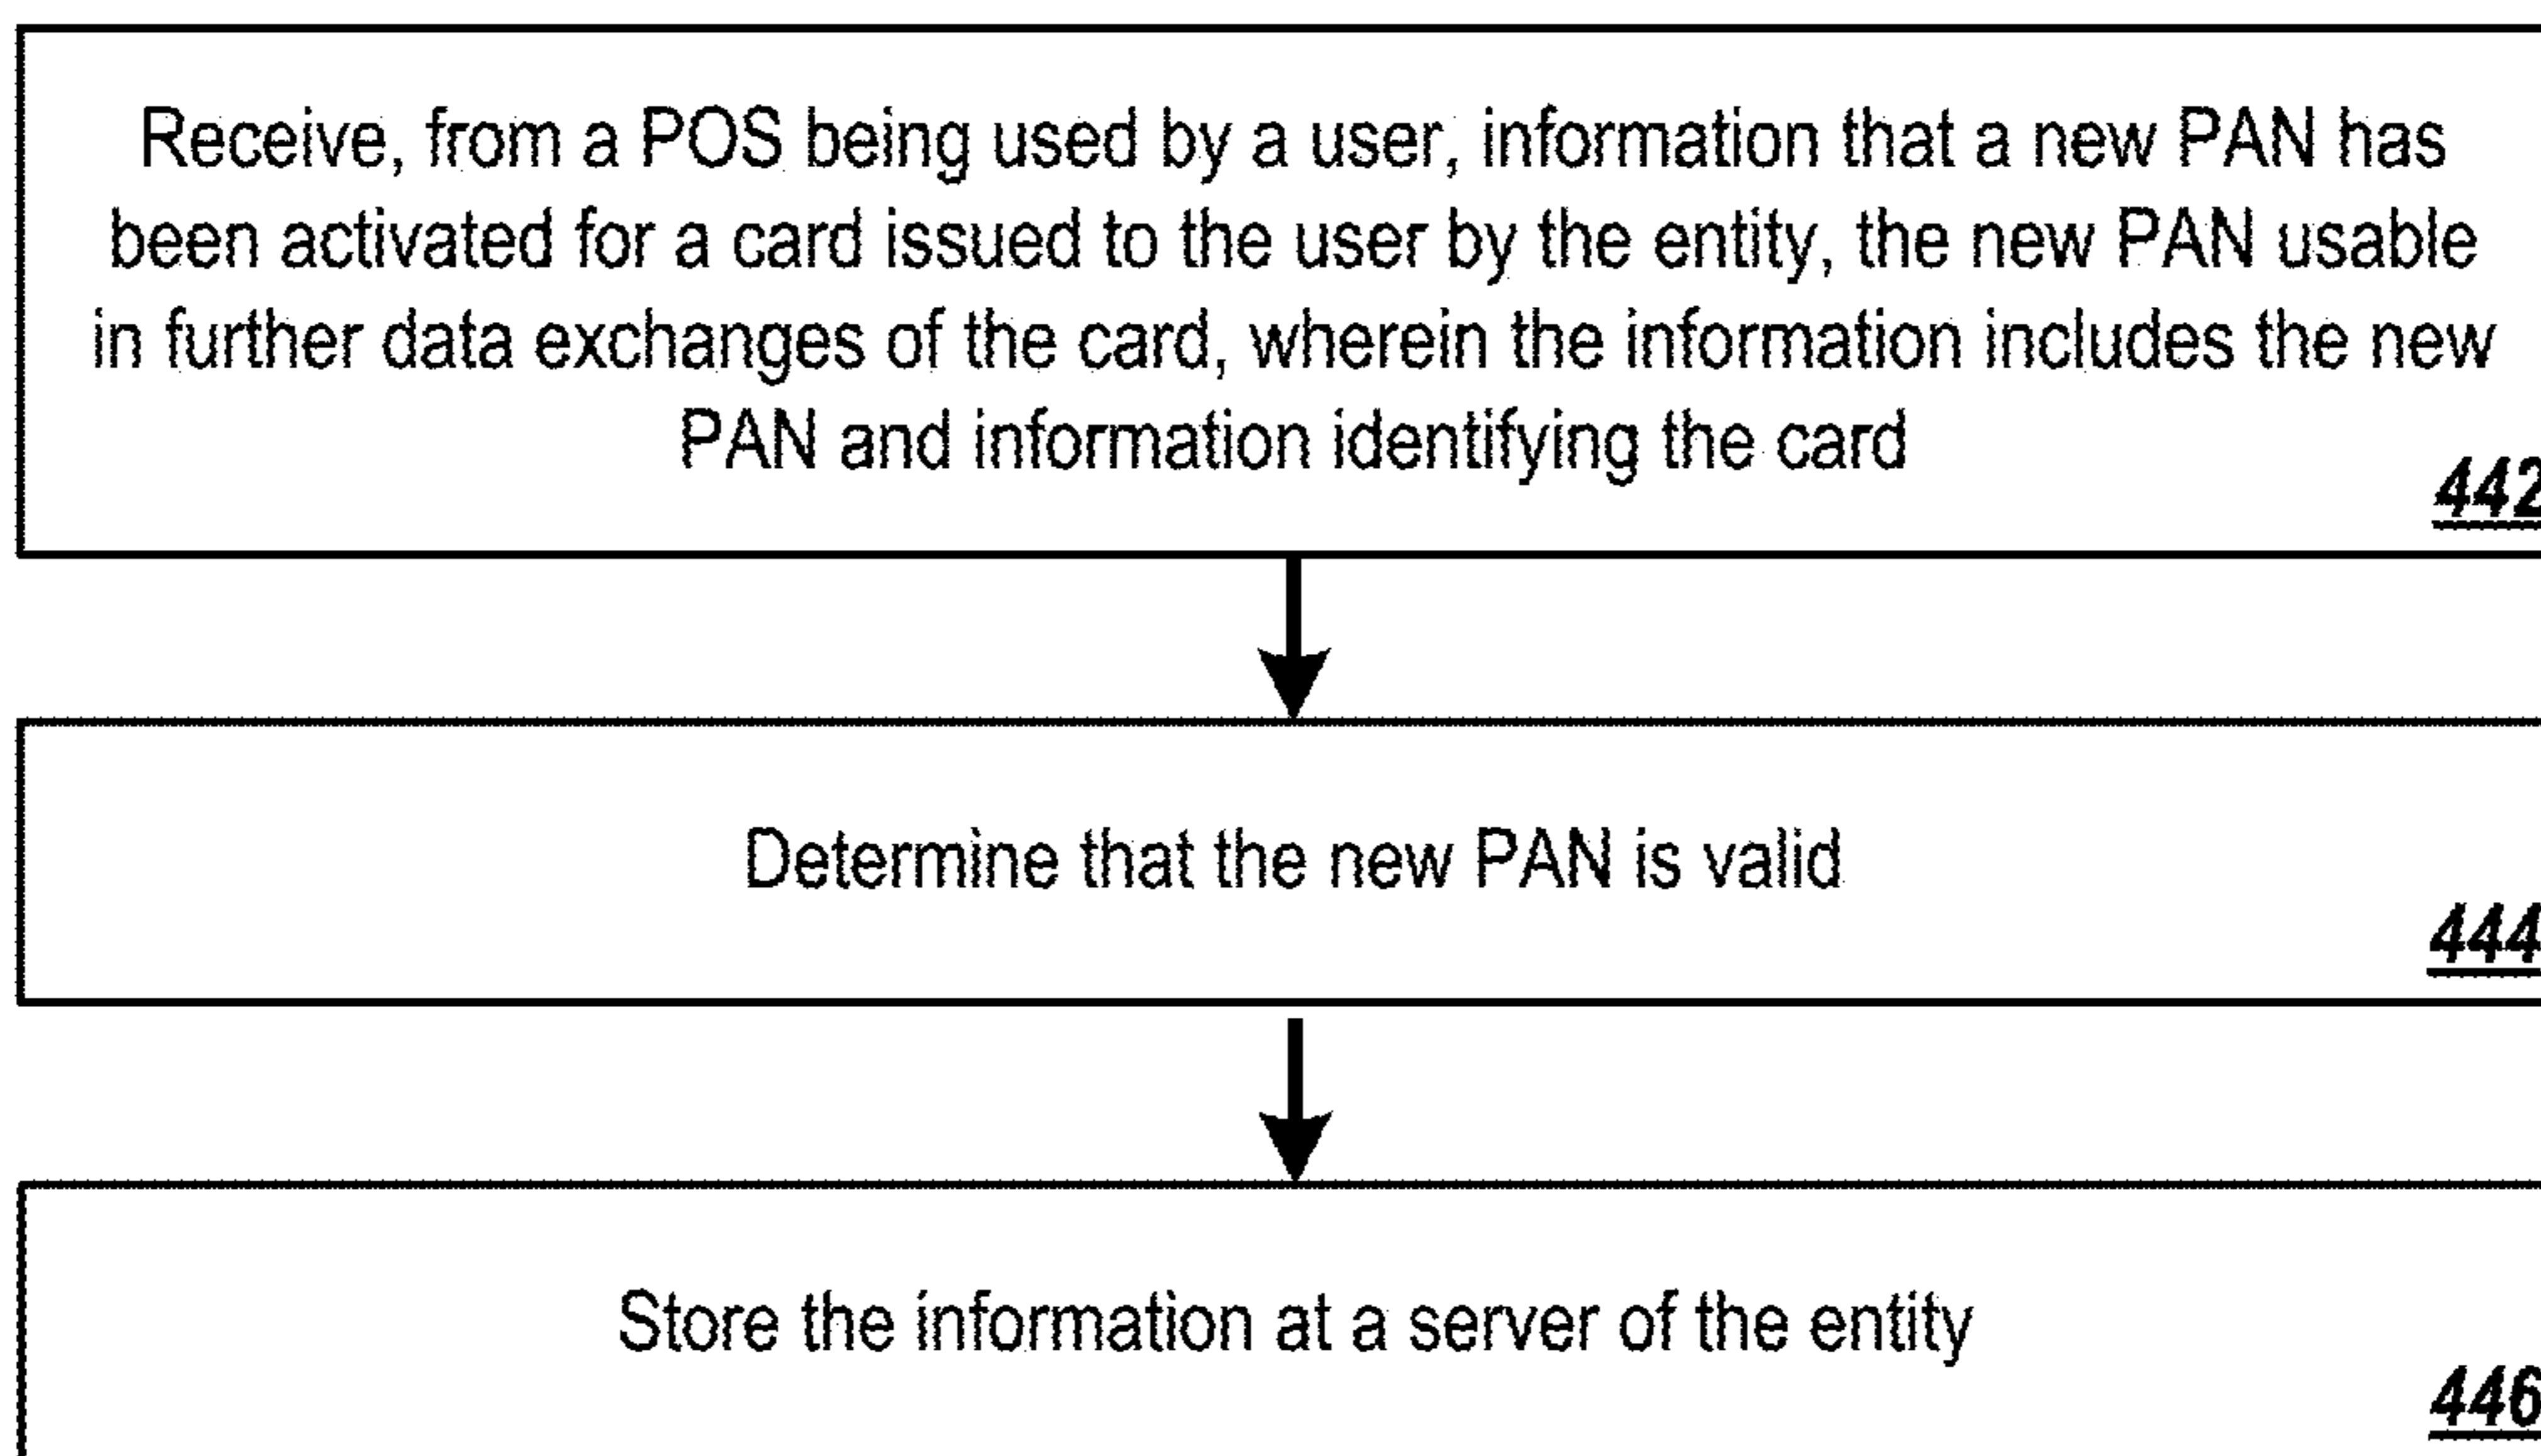 Receive, from a POS being used by a user, information that a new PAN has
been activated for a card issued to the user by the entity, the new PAN usable
in further data exchanges of the card, wherein the information includes the new
PAN and information identifying the card
442
Determine that the new PAN is valid
444
Store the information at a server of the entity
446